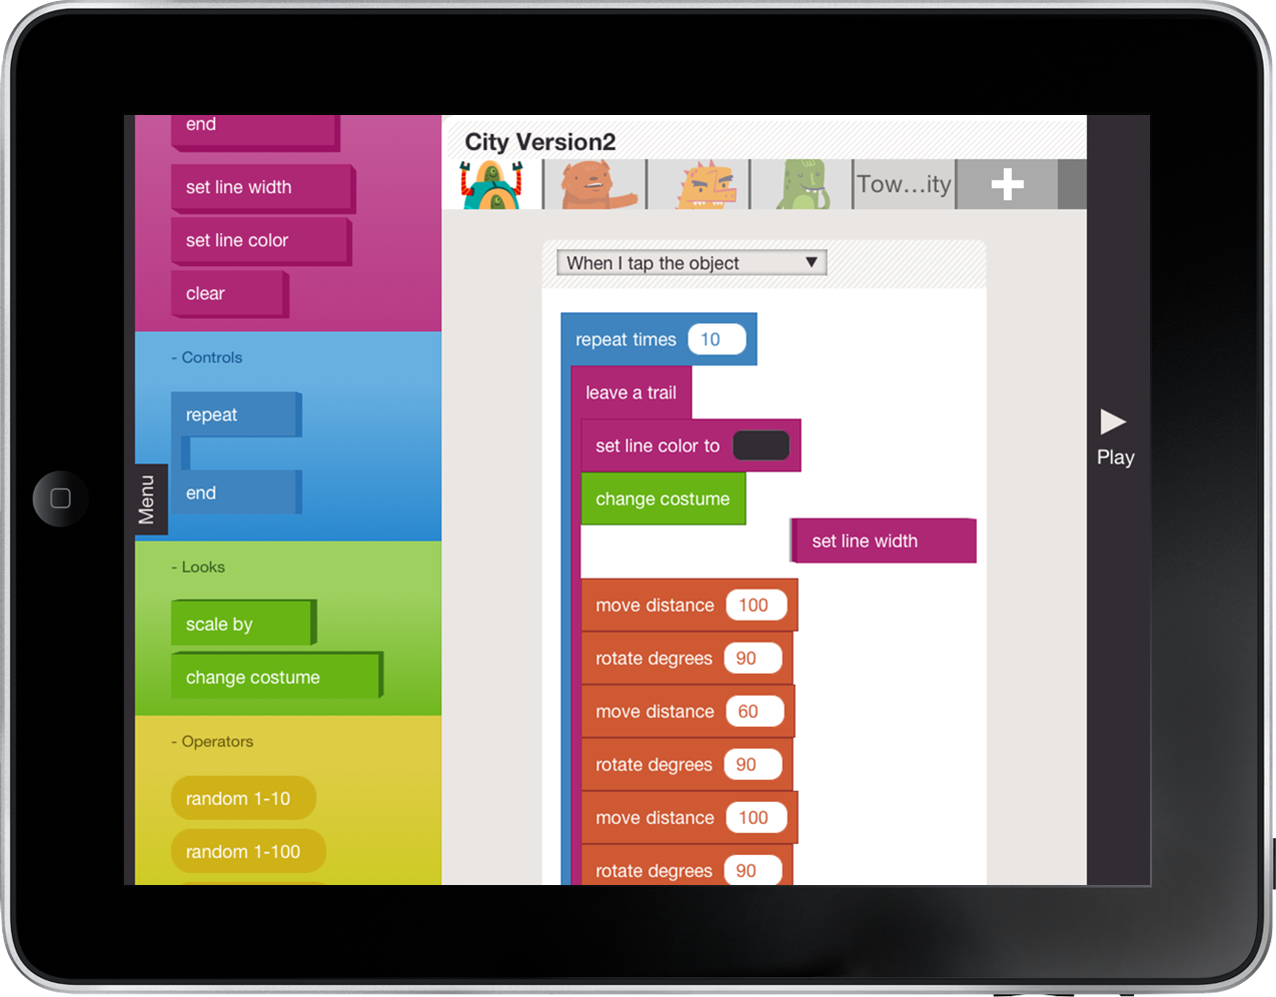 end
set line width
set line color
clear
- Controls
repeat
end
Menu
- Looks
scale by
change costume
- Operators
random 1-10
random 1-100
City Version2
Tow...ity
When I tap the object
repeat times 10
leave a trail
set line color to
change costume
set line width
move distance 100
rotate degrees 90
move distance 60
rotate degrees 90
move distance 100
rotate degrees 90
Play